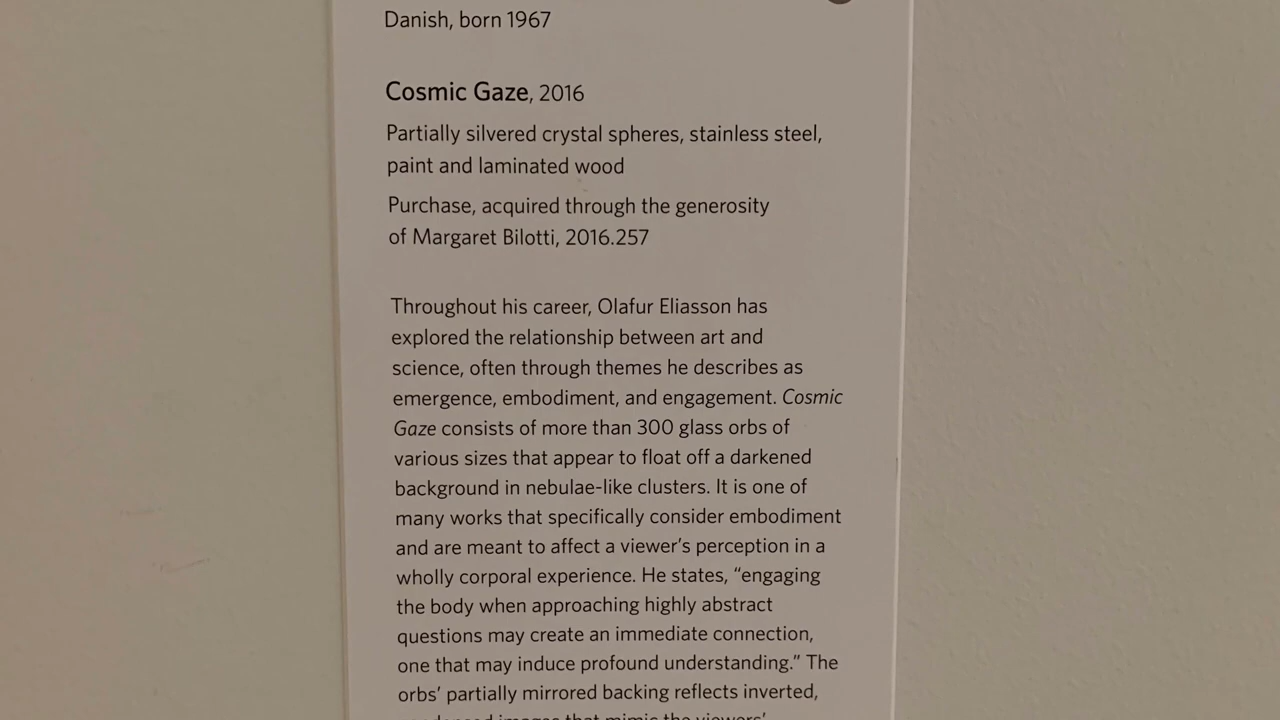 Danish, born 1967
Cosmic Gaze, 2016
Partially silvered crystal spheres, stainless steel,
paint and laminated wood
Purchase, acquired through the generosity
of Margaret Bilotti, 2016.257
Throughout his career, Olafur Eliasson has
explored the relationship between art and
science, often through themes he describes as
emergence, embodiment, and engagement. Cosmic
Gaze consists of more than 300 glass orbs of
various sizes that appear to float off a darkened
background in nebulae-like clusters. It is one of
many works that specifically consider embodiment
and are meant to affect a viewer’s perception in a
wholly corporal experience. He states, “engaging
the body when approaching highly abstract
questions may create an immediate connection,
one that may induce profound understanding.” The
orbs’ partially mirrored backing reflects inverted,
images that mimic the viewers’